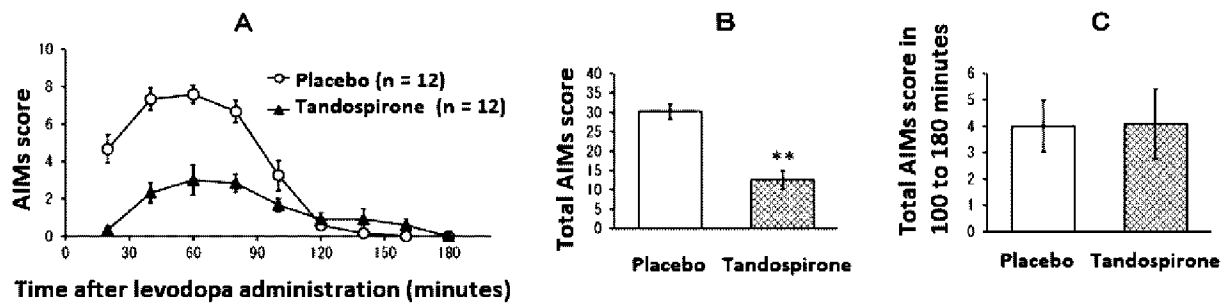 A
AIMs score
10
8
6
4
2
0
Placebo (n = 12)
Tandospirone (n = 12)
0 30 60 90 120 150 180
Time after levodopa administration (minutes)
B
Total AIMs score
40
35
30
25
20
15
10
5
0
**
Placebo Tandospirone
C
Total AIMs score in
100 to 180 minutes
6
5
4
3
2
1
0
Placebo Tandospirone